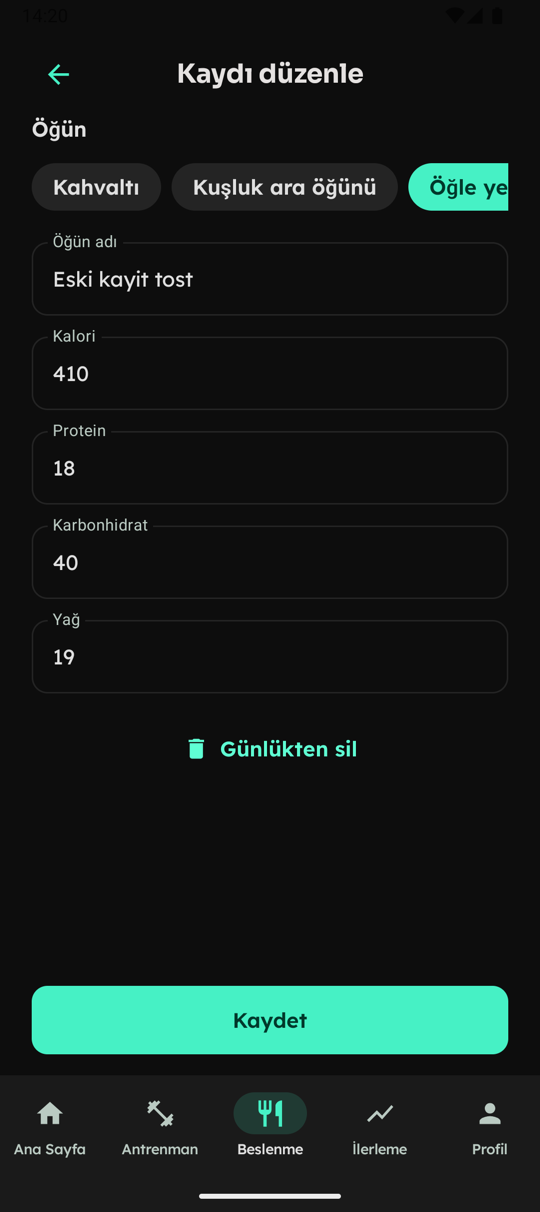 14:20
Kaydı düzenle
Öğün
Kahvaltı
Kuşluk ara öğünü
Öğle ye
Öğün adı
Eski kayit tost
Kalori
410
Protein
18
Karbonhidrat
40
Yağ
19
Günlükten sil
Kaydet
Ana Sayfa
Antrenman
Beslenme
İlerleme
Profil